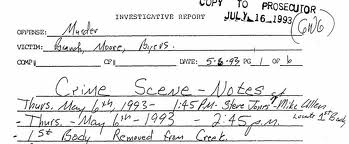 COPY TO PROSECUTOR
JULY 16-1993 GWG
INVESTIGATIVE REPORT
OFFENSE: Murder
VICTIM: Branch, Moore, Byers.
COMP# CF# DATE: 5-6-93 PG 1 OF 6
Crime Scene - Notes
Thurs. May 6th, 1993 - 1:45 P.M. Steve Jones - Mike Allen
Locate 1st Body
- Thurs. - May - 6th - 1993 - 2:45 p.m.
1st Body Removed from Creek.